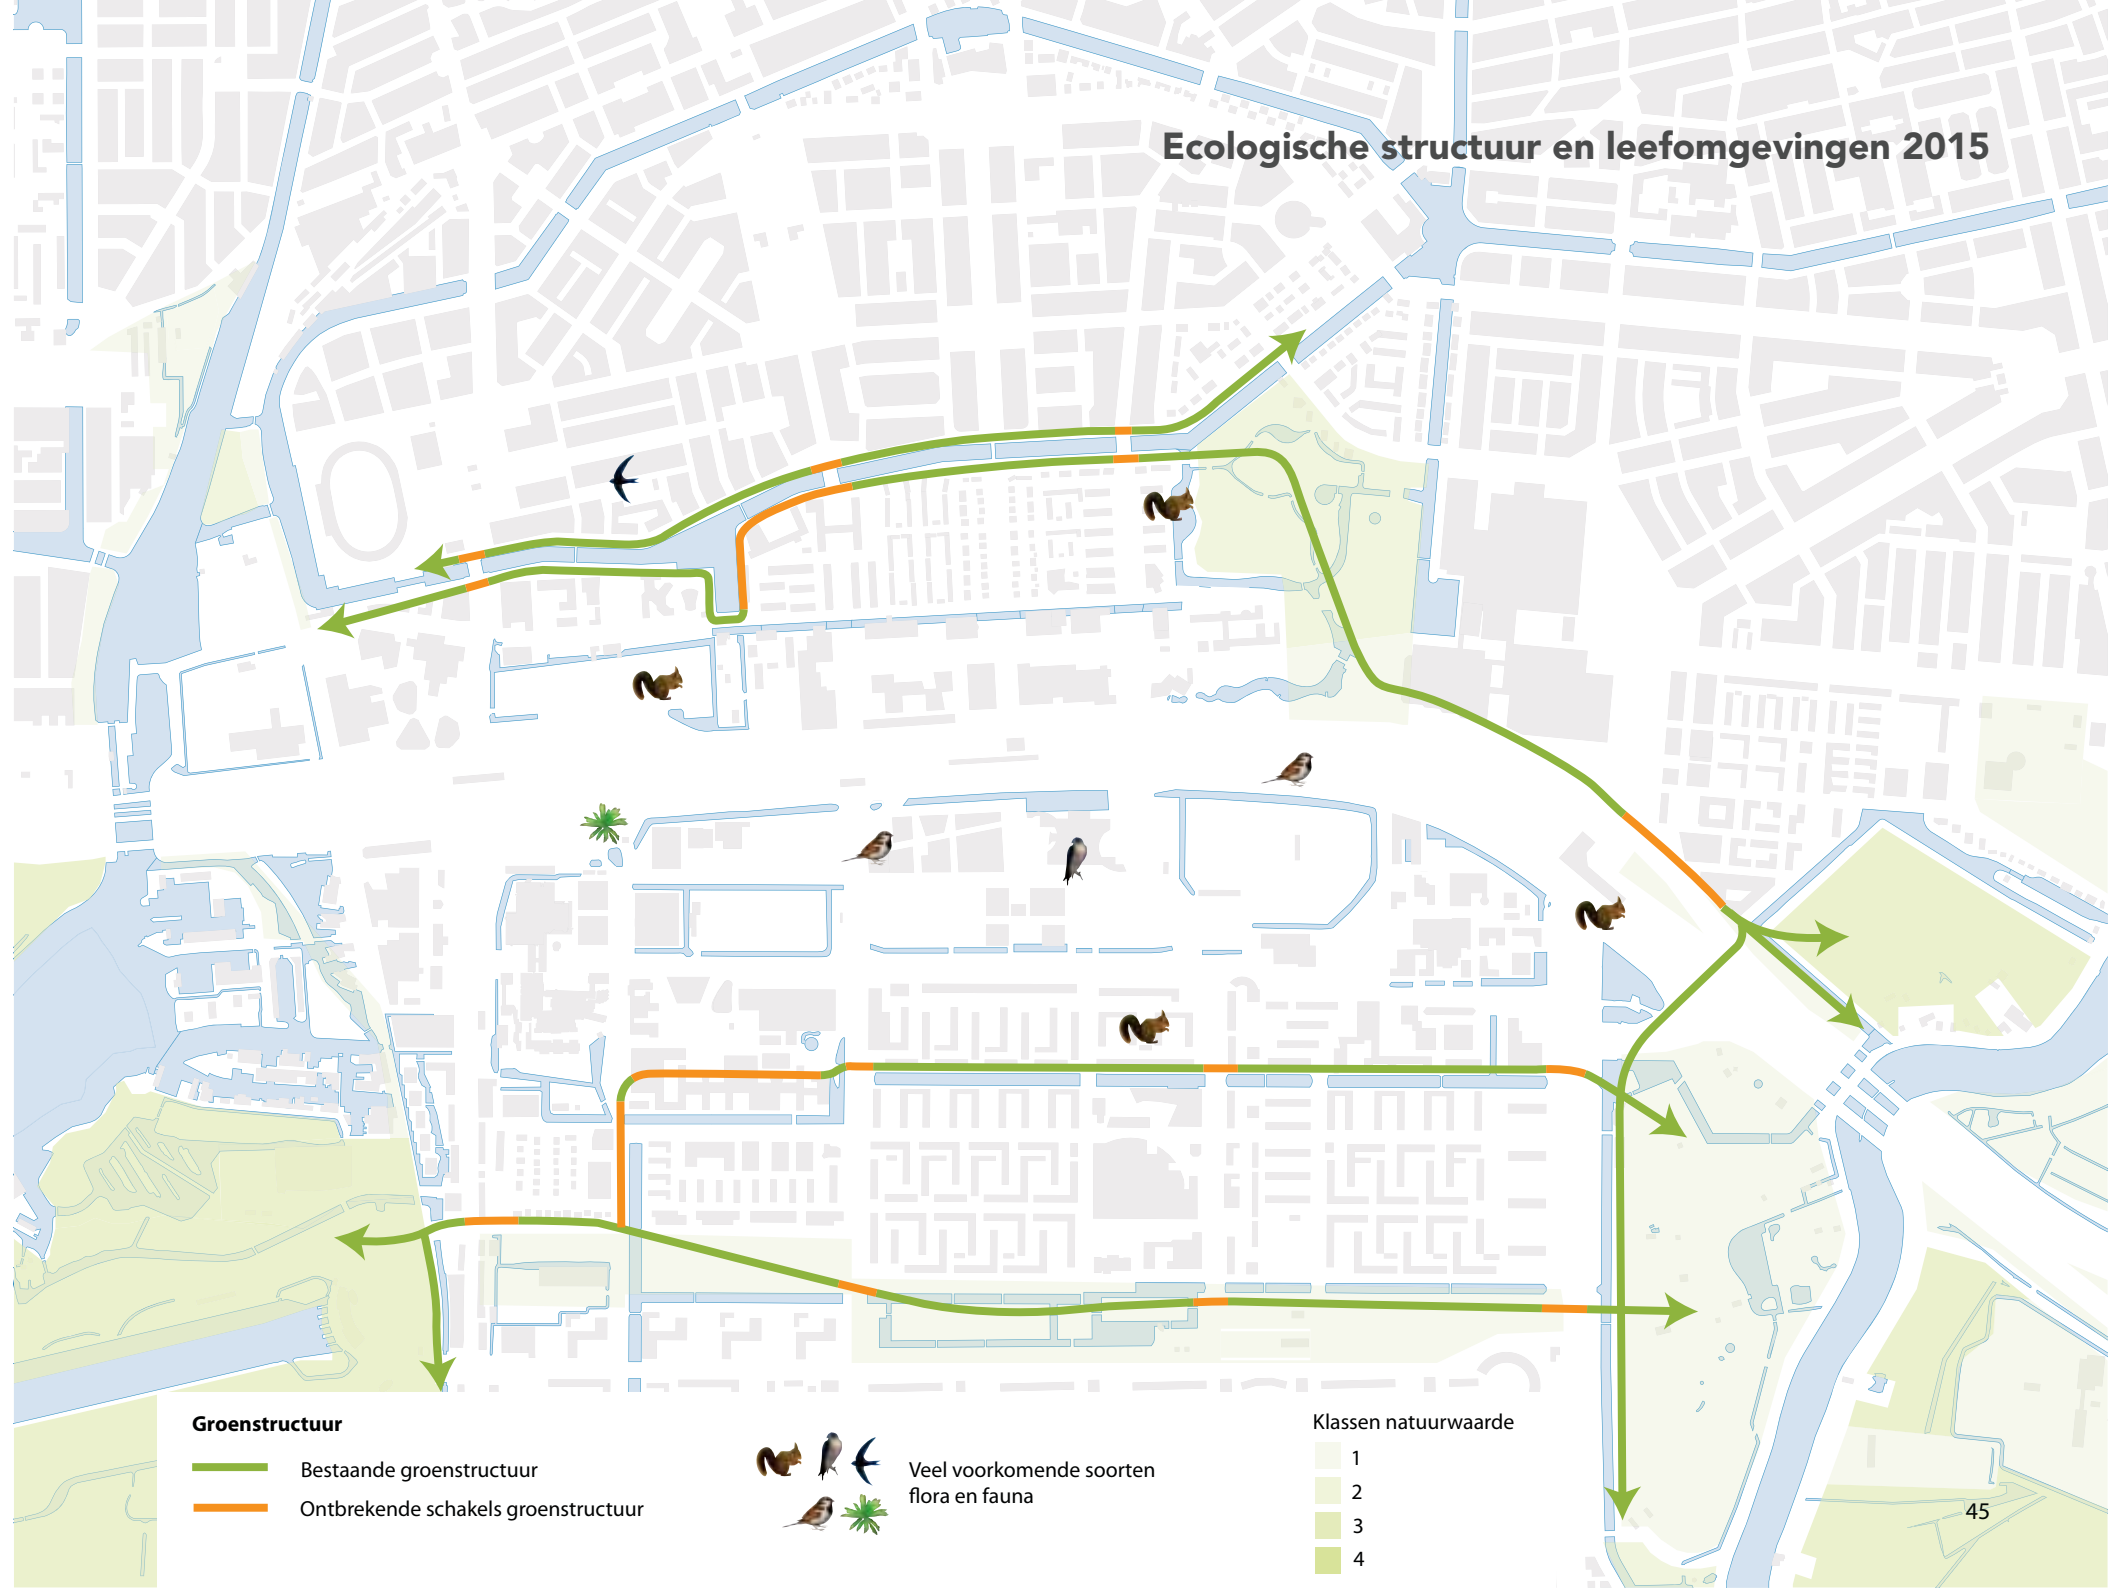 Ecologische structuur en leefomgevingen 2015
Groenstructuur
Bestaande groenstructuur
Ontbrekende schakels groenstructuur
Veel voorkomende soorten
flora en fauna
Klassen natuurwaarde
1
2
3
4
45